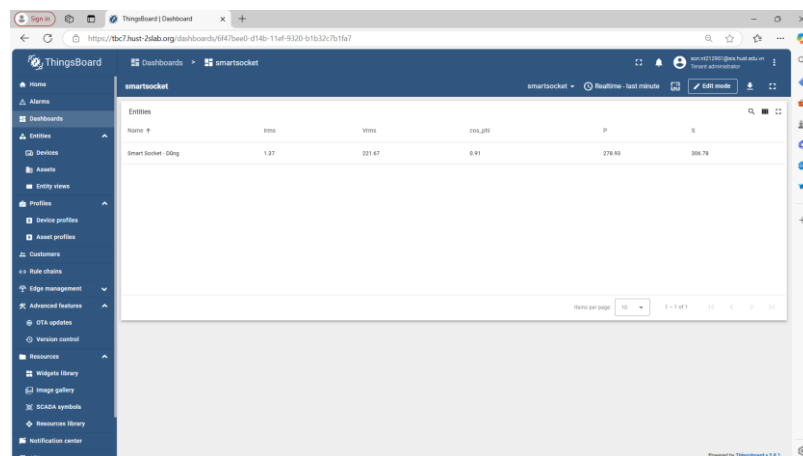 Sign in
ThingsBoard | Dashboard
https://tbc7.hust-2slab.org/dashboards/6f47bee0-d14b-11ef-9320-b1b32c7b1fa7
ThingsBoard
Dashboards > smartsocket
Tenant administrator
Home
smartsocket
smartsocket
Realtime - last minute
Edit mode
Alarms
Dashboards
Entities
Devices
Assets
Entity views
Profiles
Device profiles
Asset profiles
Customers
Rule chains
Edge management
Advanced features
OTA updates
Version control
Resources
Widgets library
Image gallery
SCADA symbols
Resources library
Notification center
Entities
Name ↑ Irms Vrms cos_phi P S
Smart Socket - Dũng 1.37 221.67 0.91 278.93 306.78
Items per page: 10 1 – 1 of 1